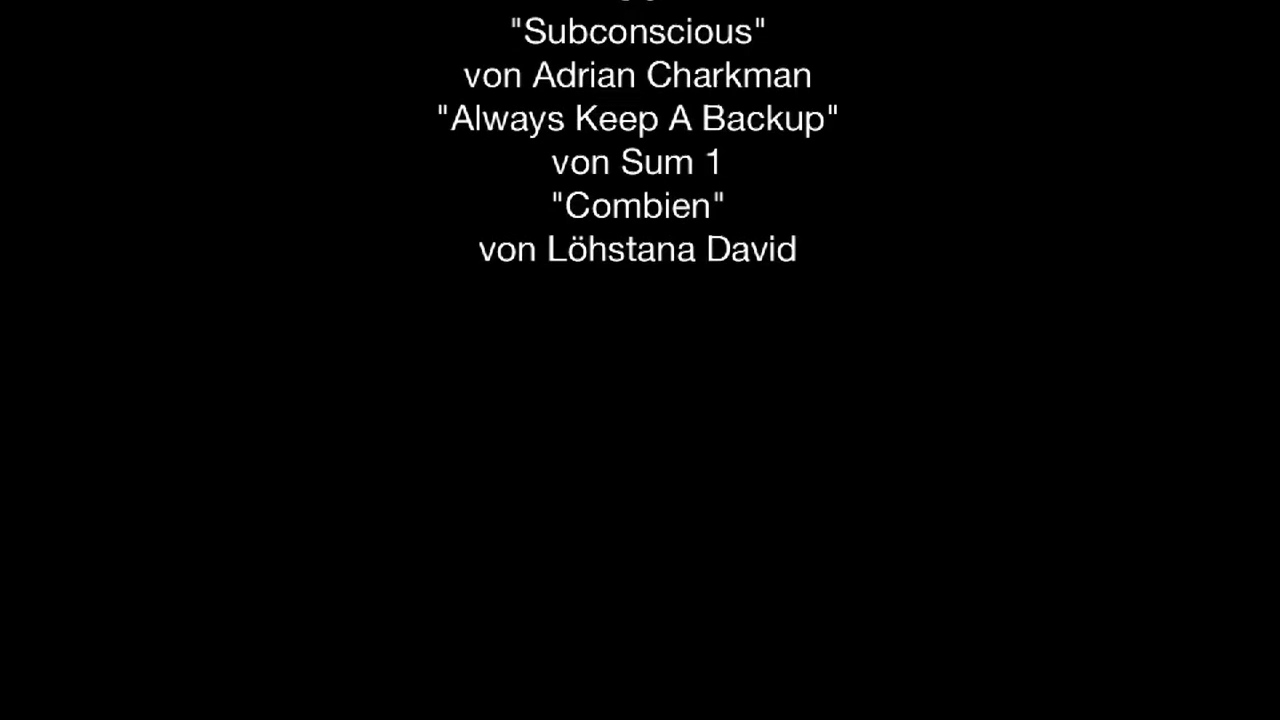 "Subconscious"
von Adrian Charkman
"Always Keep A Backup"
von Sum 1
"Combien"
von Löhstana David